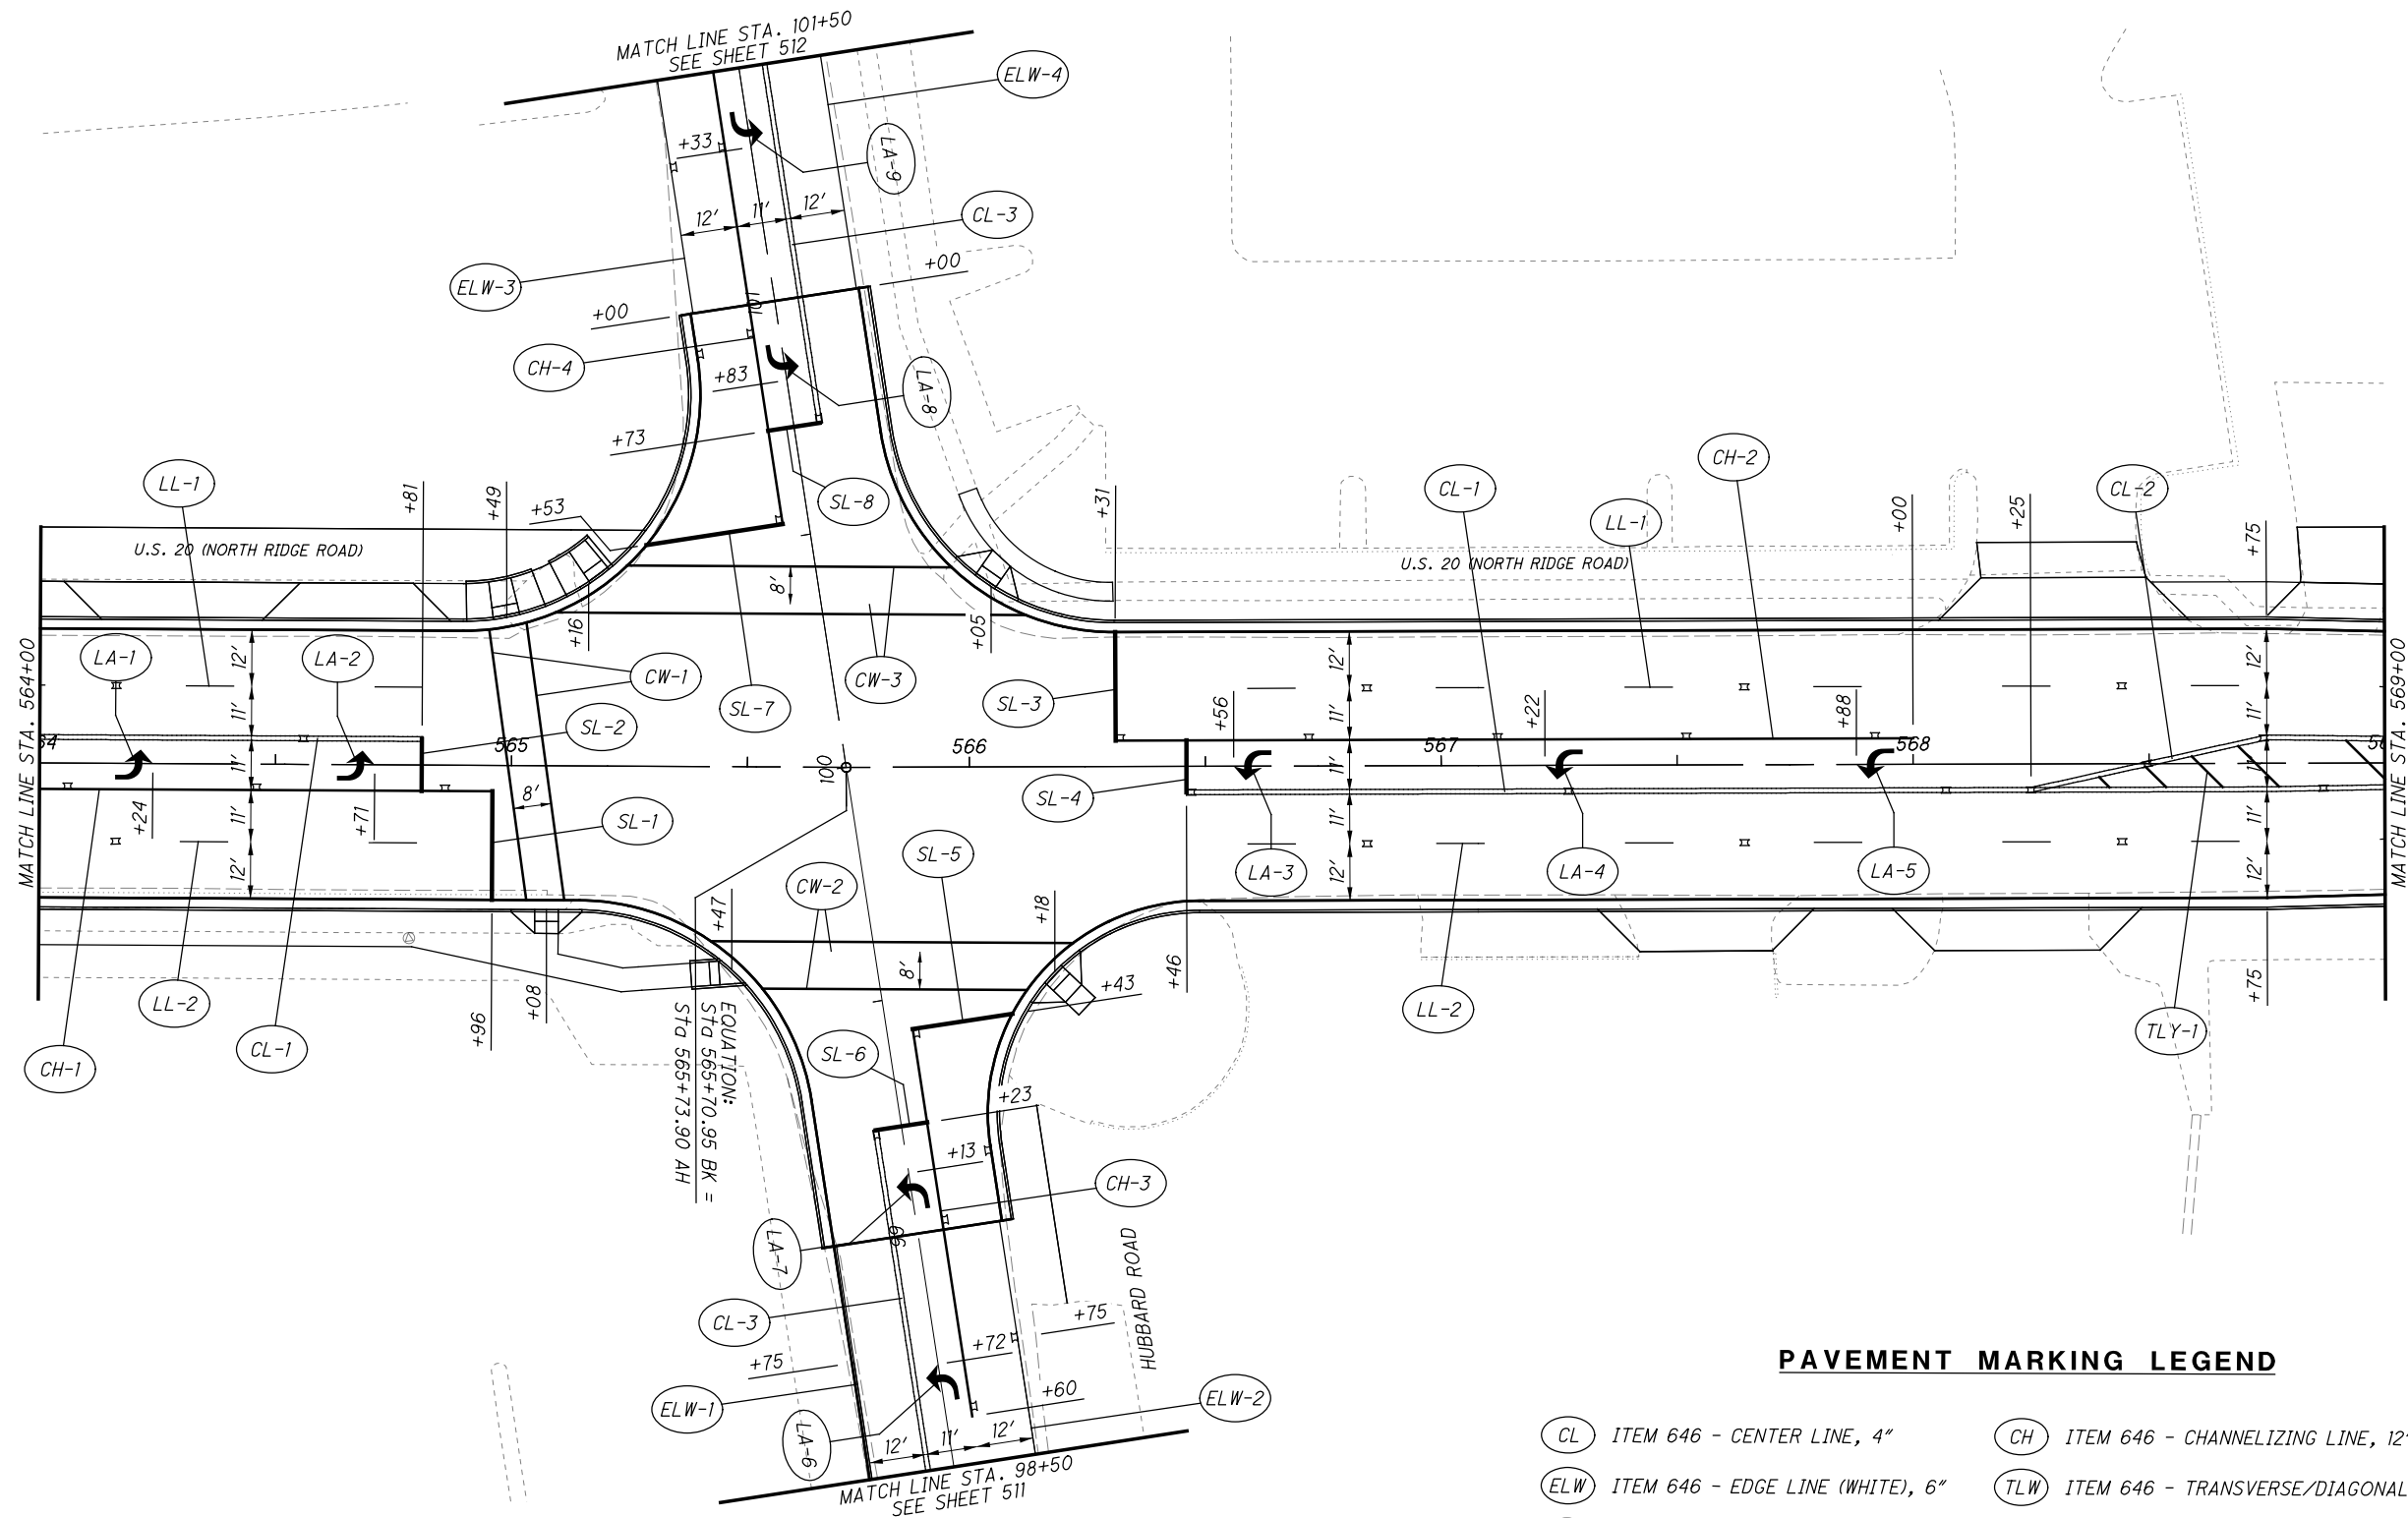 MATCH LINE STA. 101+50
SEE SHEET 512
ELW-4
+33
LA-9
12'
11'
12'
CL-3
ELW-3
+00
+00
101
CH-4
+83
LA-8
+73
SL-8
LL-1
+81
+49
+53
+31
CL-1
CH-2
LL-1
+00
+25
CL-2
+75
U.S. 20 (NORTH RIDGE ROAD)
U.S. 20 (NORTH RIDGE ROAD)
8'
+16
+05
MATCH LINE STA. 564+00
LA-1
12'
LA-2
CW-1
SL-7
CW-3
SL-3
12'
12'
MATCH LINE STA. 569+00
11'
SL-2
+56
11'
+22
+88
11'
565
100
566
567
568
11'
11'
11'
+24
+71
8'
SL-1
SL-4
11'
11'
11'
12'
SL-5
LA-3
12'
LA-4
LA-5
12'
CW-2
+47
+18
8'
+46
+43
LL-2
+96
+08
LL-2
+75
CH-1
CL-1
EQUATION:
Sta 565+70.95 BK =
Sta 565+73.90 AH
SL-6
TLY-1
+23
+13
CH-3
99
LA-7
HUBBARD ROAD
CL-3
+75
+72
+75
ELW-1
+60
ELW-2
LA-6
12'
11'
12'
MATCH LINE STA. 98+50
SEE SHEET 511
PAVEMENT MARKING LEGEND
CL ITEM 646 - CENTER LINE, 4"
CH ITEM 646 - CHANNELIZING LINE, 12"
ELW ITEM 646 - EDGE LINE (WHITE), 6"
TLW ITEM 646 - TRANSVERSE/DIAGONAL